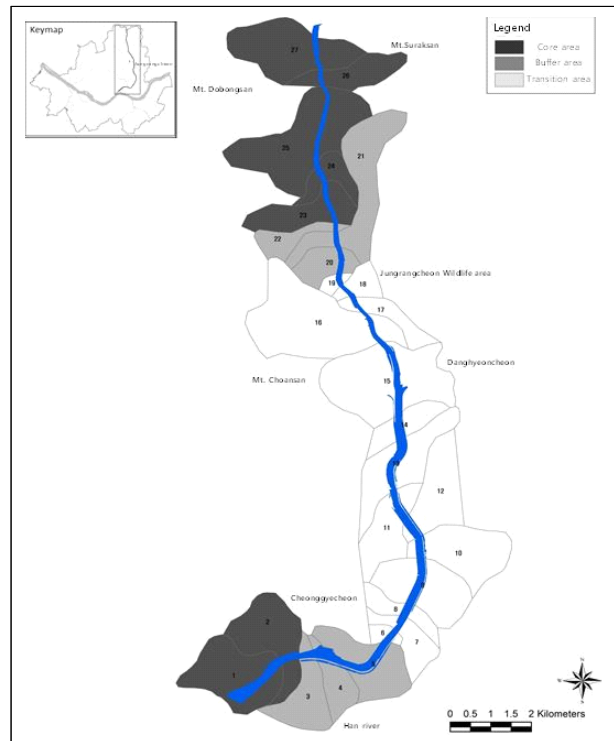 Keymap
Legend
Core area
Buffer area
Transition area
Mt.Suraksan
Mt. Dobongsan
27
26
25
24
21
23
22
20
19
18
Jungrangcheon Wildlife area
17
16
Danghyeoncheon
15
Mt. Choansan
14
12
11
10
9
8
Cheonggyecheon
6
7
2
5
1
3
4
Han river
0 0.5 1 1.2 2 Kilometers